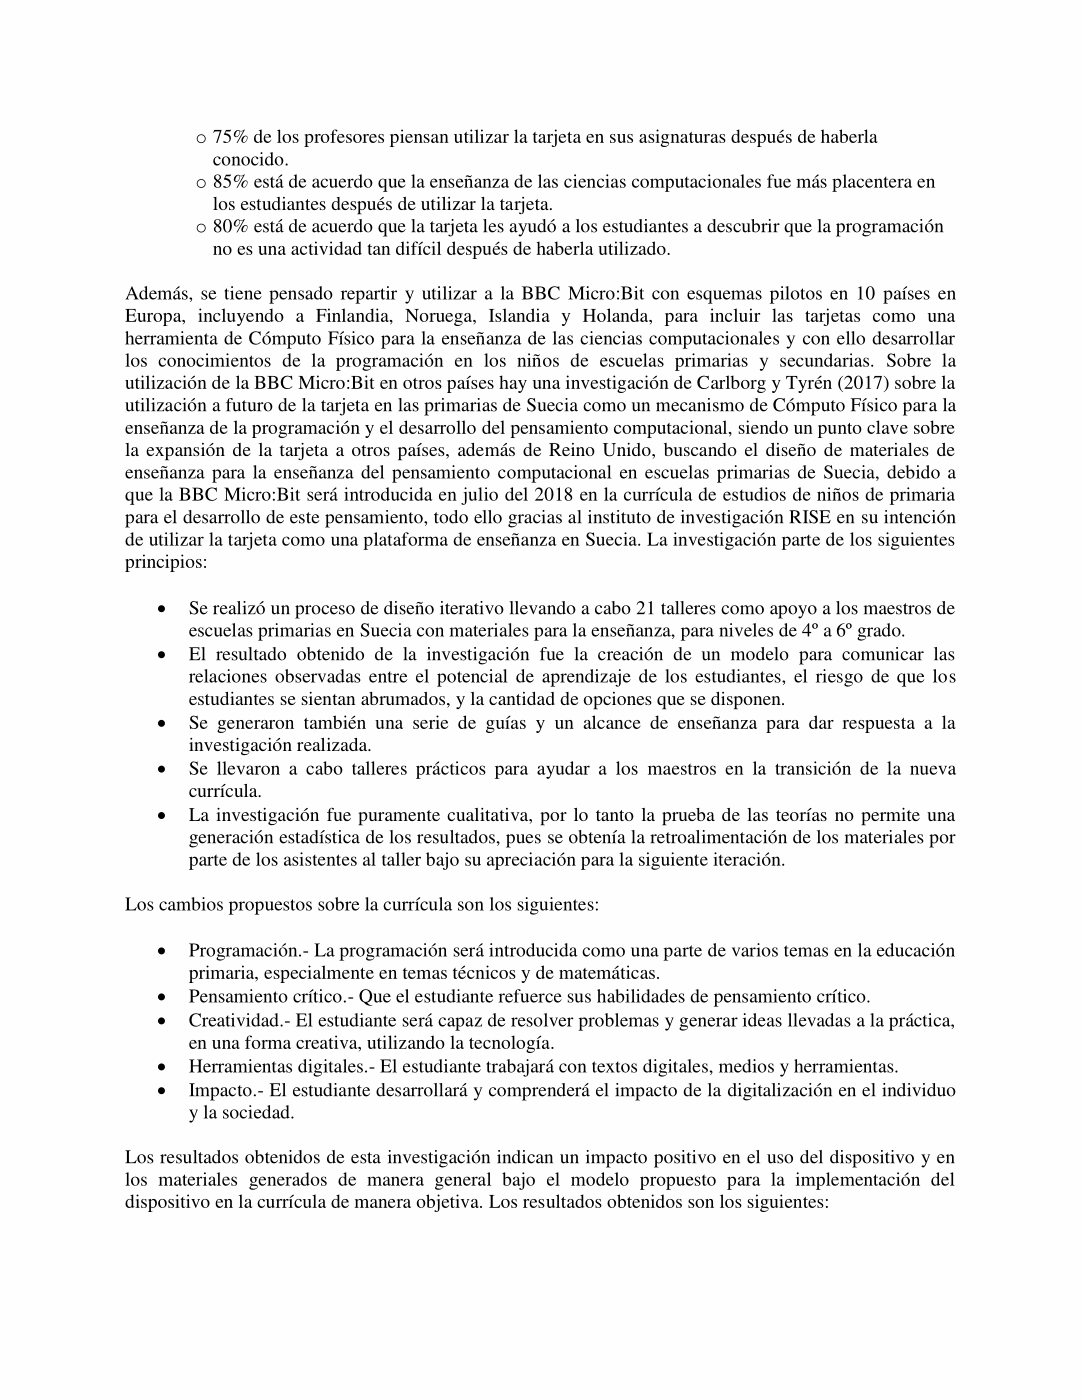 o 75% de los profesores piensan utilizar la tarjeta en sus asignaturas después de haberla
conocido.
o 85% está de acuerdo que la enseñanza de las ciencias computacionales fue más placentera en
los estudiantes después de utilizar la tarjeta.
o 80% está de acuerdo que la tarjeta les ayudó a los estudiantes a descubrir que la programación
no es una actividad tan difícil después de haberla utilizado.
Además, se tiene pensado repartir y utilizar a la BBC Micro:Bit con esquemas pilotos en 10 países en
Europa, incluyendo a Finlandia, Noruega, Islandia y Holanda, para incluir las tarjetas como una
herramienta de Cómputo Físico para la enseñanza de las ciencias computacionales y con ello desarrollar
los conocimientos de la programación en los niños de escuelas primarias y secundarias. Sobre la
utilización de la BBC Micro:Bit en otros países hay una investigación de Carlborg y Tyrén (2017) sobre la
utilización a futuro de la tarjeta en las primarias de Suecia como un mecanismo de Cómputo Físico para la
enseñanza de la programación y el desarrollo del pensamiento computacional, siendo un punto clave sobre
la expansión de la tarjeta a otros países, además de Reino Unido, buscando el diseño de materiales de
enseñanza para la enseñanza del pensamiento computacional en escuelas primarias de Suecia, debido a
que la BBC Micro:Bit será introducida en julio del 2018 en la currícula de estudios de niños de primaria
para el desarrollo de este pensamiento, todo ello gracias al instituto de investigación RISE en su intención
de utilizar la tarjeta como una plataforma de enseñanza en Suecia. La investigación parte de los siguientes
principios:
• Se realizó un proceso de diseño iterativo llevando a cabo 21 talleres como apoyo a los maestros de
escuelas primarias en Suecia con materiales para la enseñanza, para niveles de 4º a 6º grado.
• El resultado obtenido de la investigación fue la creación de un modelo para comunicar las
relaciones observadas entre el potencial de aprendizaje de los estudiantes, el riesgo de que los
estudiantes se sientan abrumados, y la cantidad de opciones que se disponen.
• Se generaron también una serie de guías y un alcance de enseñanza para dar respuesta a la
investigación realizada.
• Se llevaron a cabo talleres prácticos para ayudar a los maestros en la transición de la nueva
currícula.
• La investigación fue puramente cualitativa, por lo tanto la prueba de las teorías no permite una
generación estadística de los resultados, pues se obtenía la retroalimentación de los materiales por
parte de los asistentes al taller bajo su apreciación para la siguiente iteración.
Los cambios propuestos sobre la currícula son los siguientes:
• Programación.- La programación será introducida como una parte de varios temas en la educación
primaria, especialmente en temas técnicos y de matemáticas.
• Pensamiento crítico.- Que el estudiante refuerce sus habilidades de pensamiento crítico.
• Creatividad.- El estudiante será capaz de resolver problemas y generar ideas llevadas a la práctica,
en una forma creativa, utilizando la tecnología.
• Herramientas digitales.- El estudiante trabajará con textos digitales, medios y herramientas.
• Impacto.- El estudiante desarrollará y comprenderá el impacto de la digitalización en el individuo
y la sociedad.
Los resultados obtenidos de esta investigación indican un impacto positivo en el uso del dispositivo y en
los materiales generados de manera general bajo el modelo propuesto para la implementación del
dispositivo en la currícula de manera objetiva. Los resultados obtenidos son los siguientes: